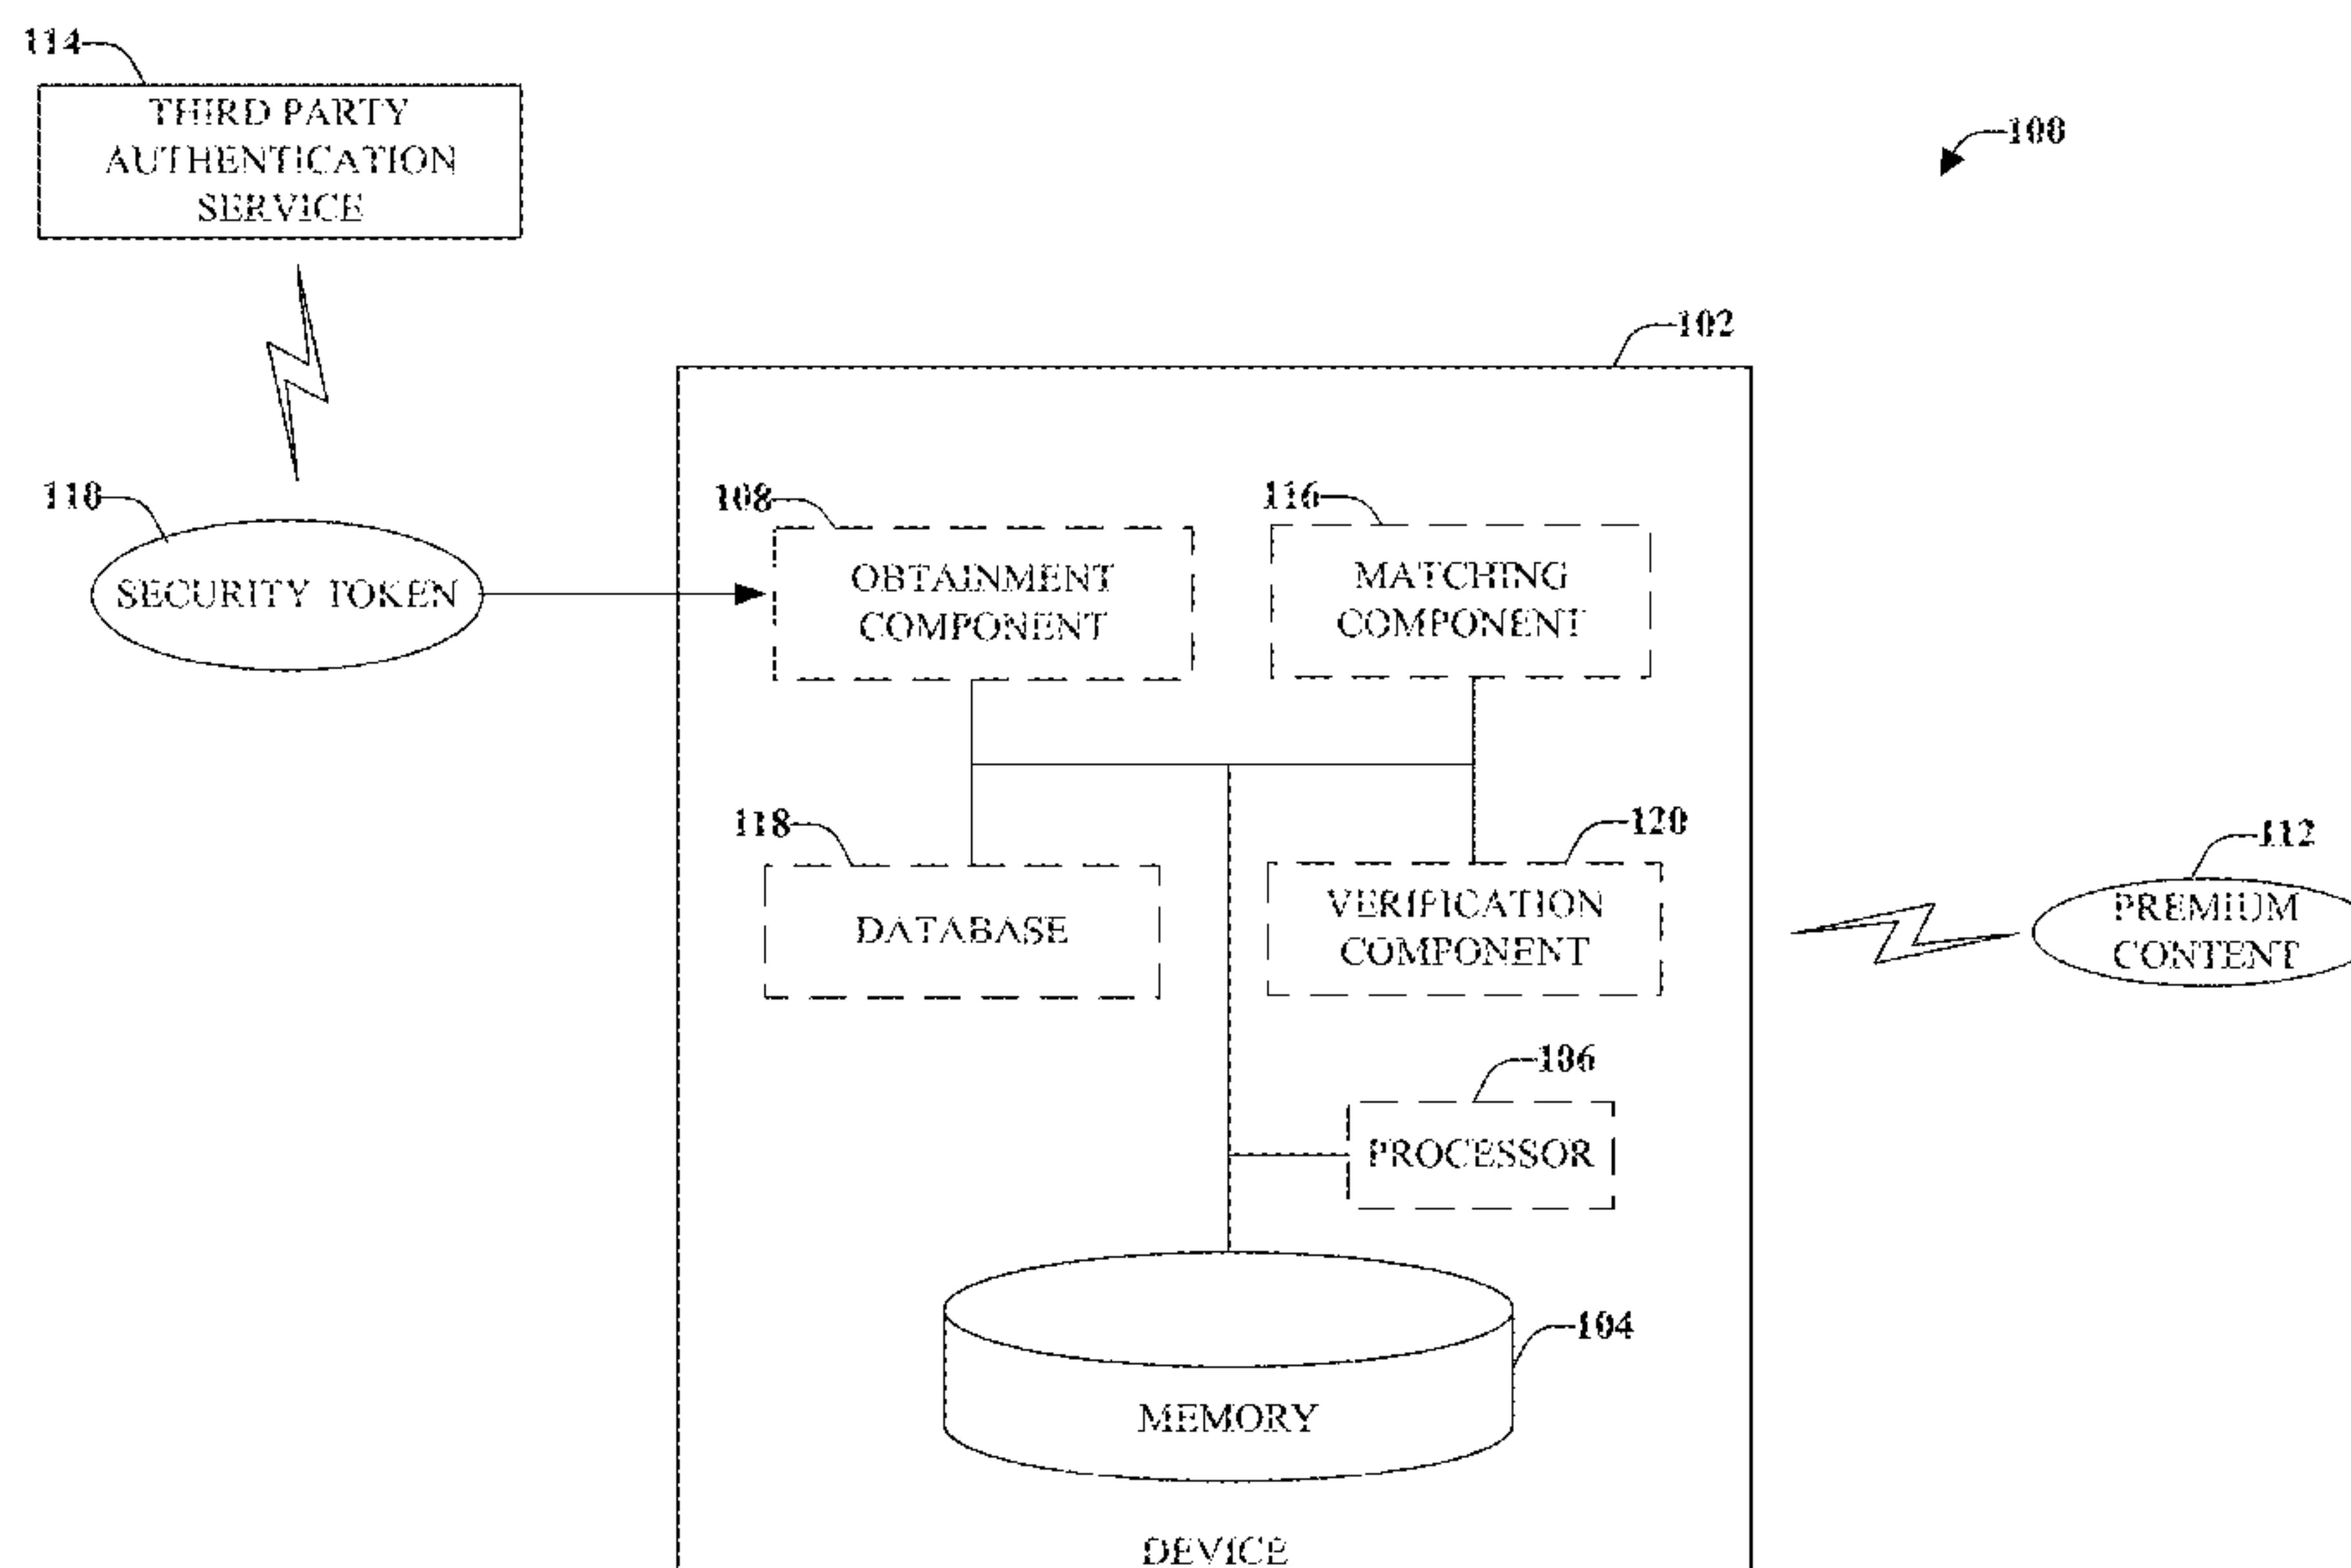 114
THIRD PARTY
AUTHENTICATION
SERVICE
100
102
110
SECURITY TOKEN
108
OBTAINMENT
COMPONENT
116
MATCHING
COMPONENT
118
DATABASE
120
VERIFICATION
COMPONENT
112
PREMIUM
CONTENT
106
PROCESSOR
104
MEMORY
DEVICE